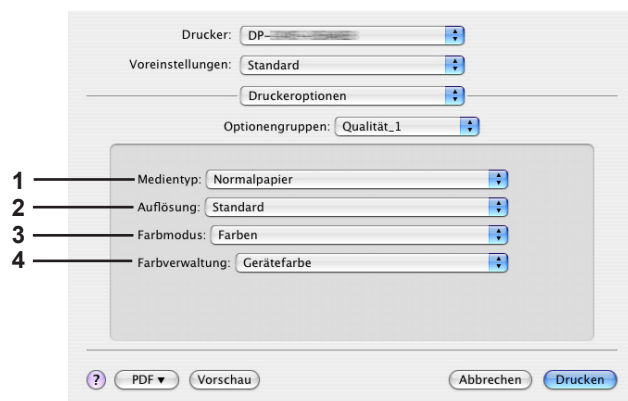 Drucker: DP-
Voreinstellungen: Standard
Druckeroptionen
Optionengruppen: Qualität_1
1 Medientyp: Normalpapier
2 Auflösung: Standard
3 Farbmodus: Farben
4 Farbverwaltung: Gerätefarbe
? PDF▼ Vorschau Abbrechen Drucken